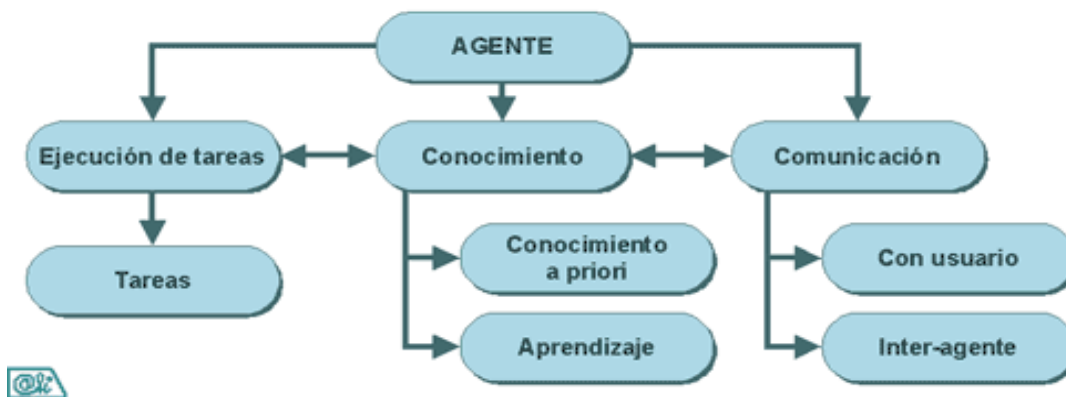 AGENTE
Ejecución de tareas
Conocimiento
Comunicación
Tareas
Conocimiento
a priori
Con usuario
Aprendizaje
Inter-agente